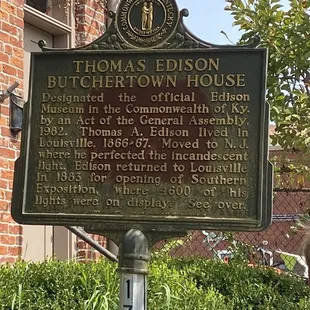 THOMAS EDISON
BUTCHERTOWN HOUSE
Designated the official Edison
Museum in the Commonwealth of Ky.
by an Act of the General Assembly,
1982. Thomas A. Edison lived in
Louisville, 1866-67. Moved to N.J.
where he perfected the incandescent
light. Edison returned to Louisville
in 1883 for opening of Southern
Exposition, where 4600 of his
lights were on display. See over.
17